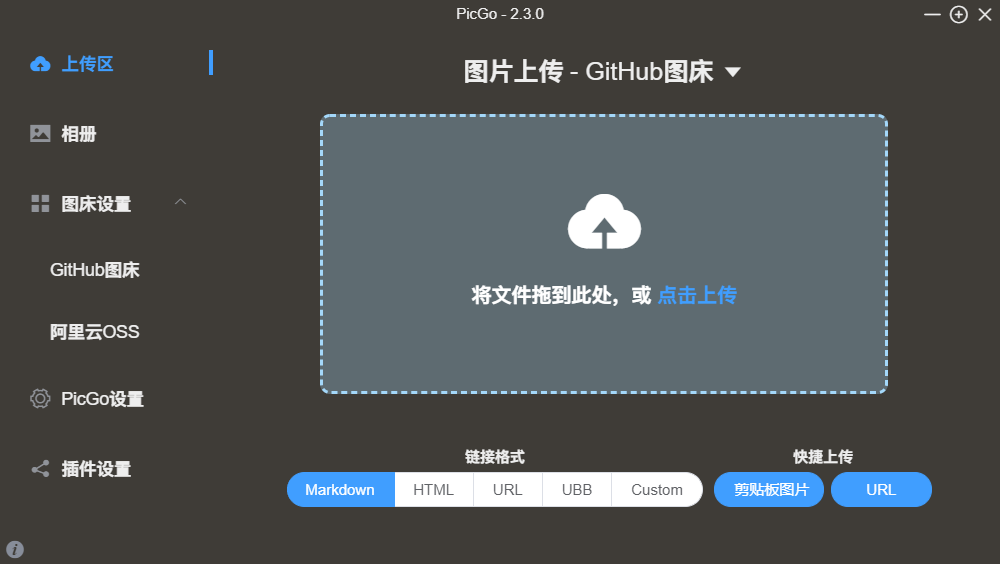 PicGo - 2.3.0
上传区
相册
图床设置
GitHub图床
阿里云OSS
PicGo设置
插件设置
图片上传 - GitHub图床
将文件拖到此处，或 点击上传
链接格式
Markdown HTML URL UBB Custom
快捷上传
剪贴板图片 URL
i